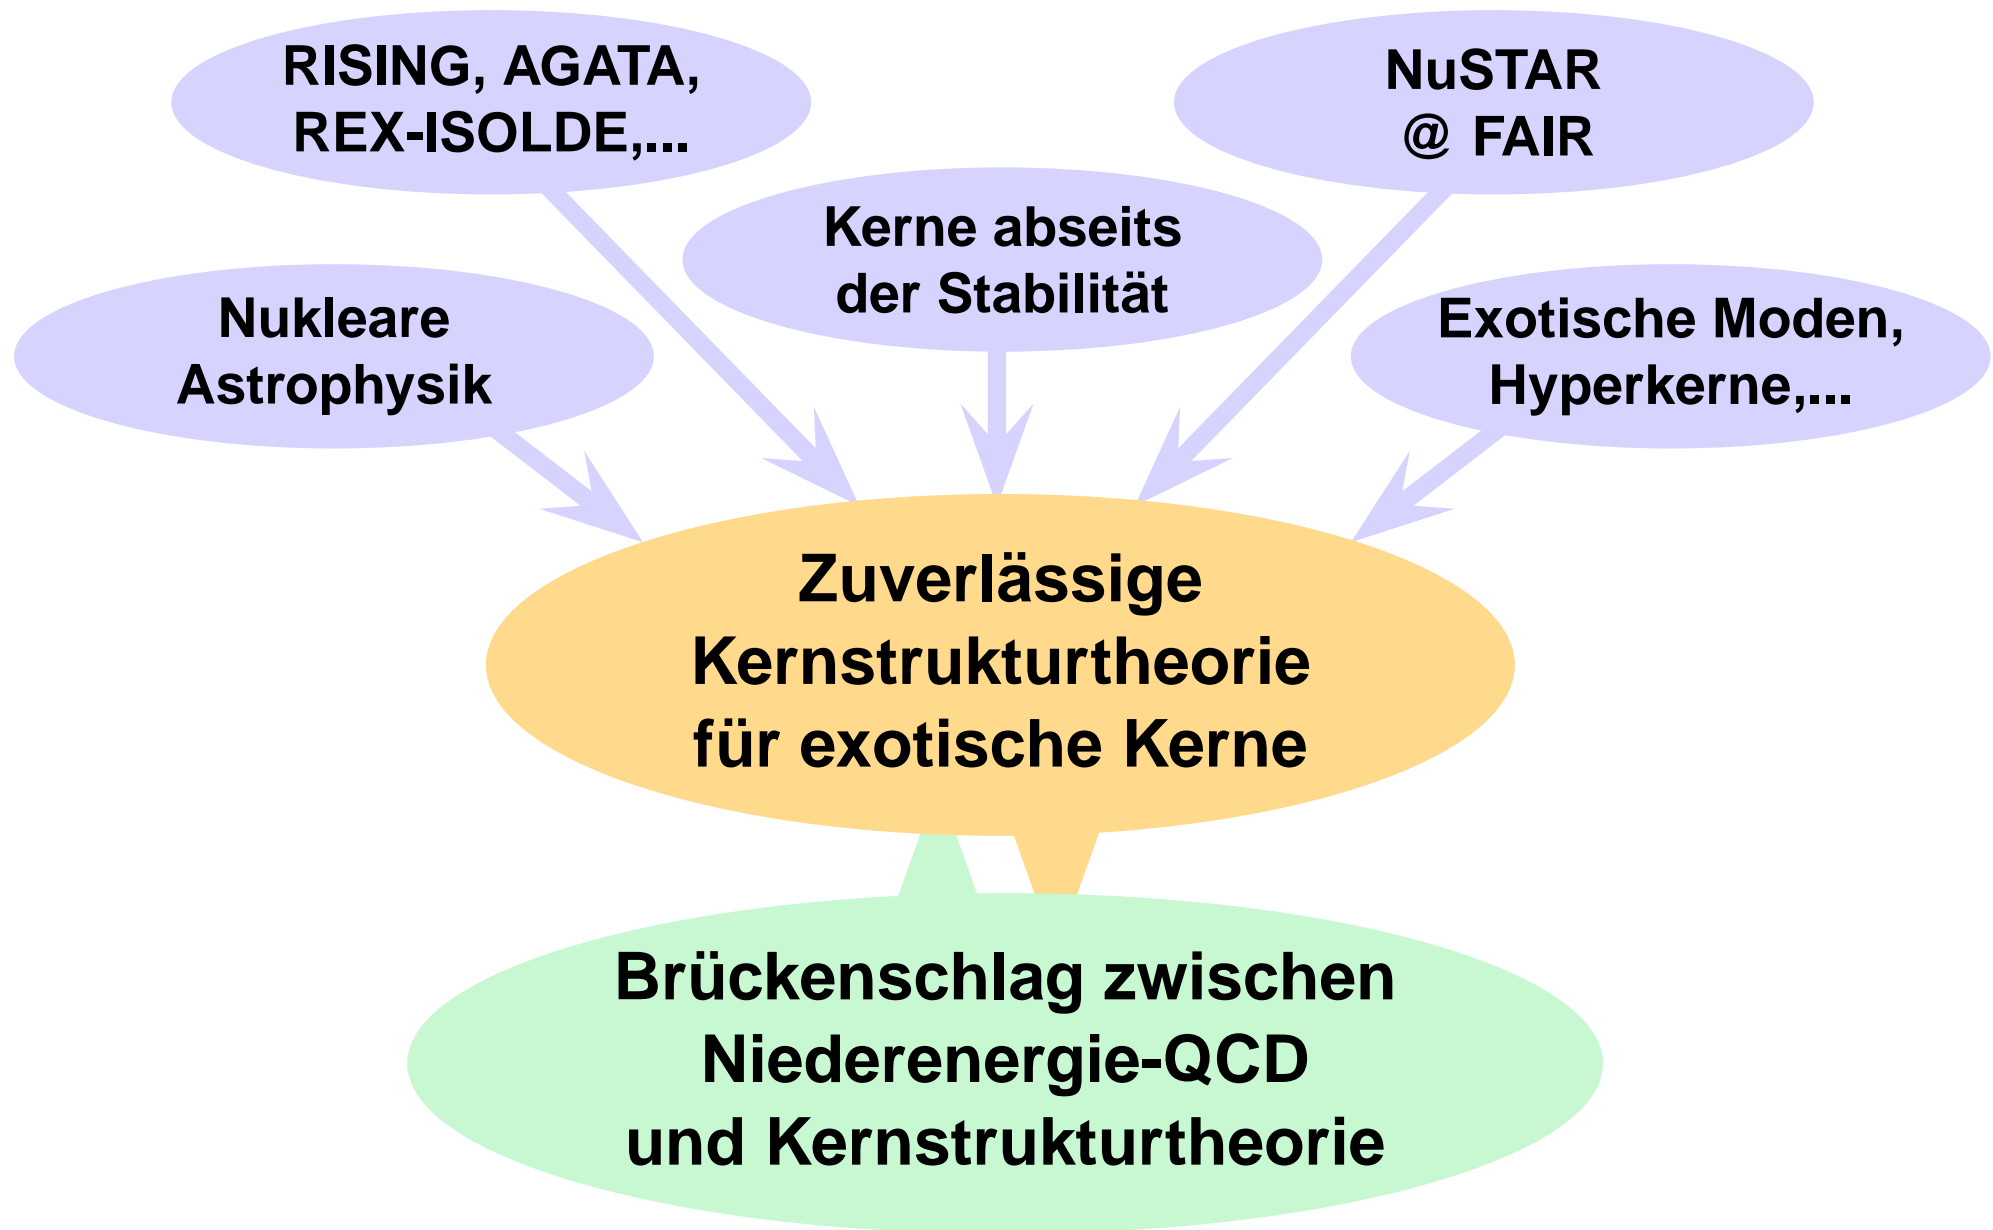 RISING, AGATA,
REX-ISOLDE,...
NuSTAR
@ FAIR
Kerne abseits
der Stabilität
Nukleare
Astrophysik
Exotische Moden,
Hyperkerne,...
Zuverlässige
Kernstrukturtheorie
für exotische Kerne
Brückenschlag zwischen
Niederenergie-QCD
und Kernstrukturtheorie